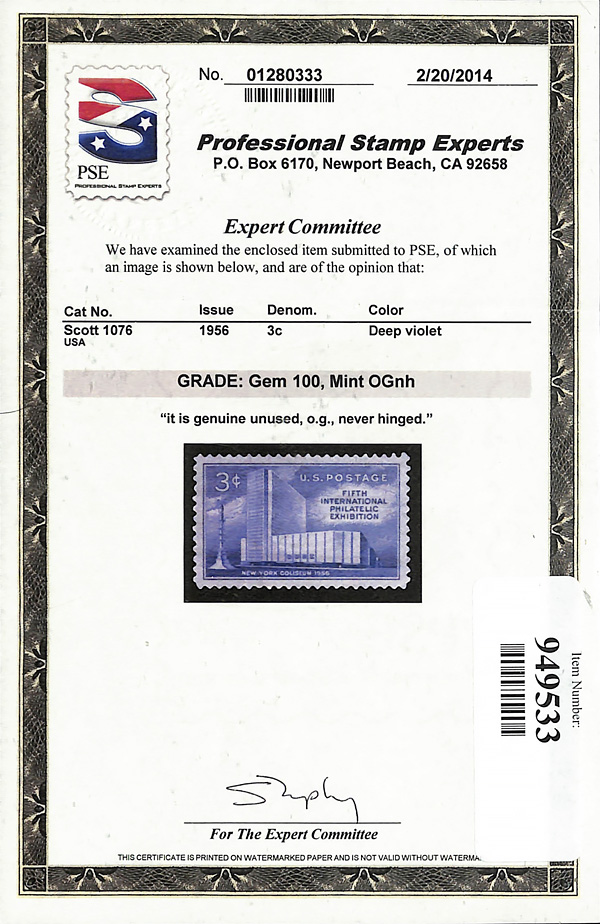 No. 01280333 2/20/2014
PSE
PROFESSIONAL STAMP EXPERTS
Professional Stamp Experts
P.O. Box 6170, Newport Beach, CA 92658
Expert Committee
We have examined the enclosed item submitted to PSE, of which
an image is shown below, and are of the opinion that:
Cat No. Issue Denom. Color
Scott 1076 1956 3c Deep violet
USA
GRADE: Gem 100, Mint OGnh
“it is genuine unused, o.g., never hinged.”
3¢ U.S. POSTAGE
FIFTH
INTERNATIONAL
PHILATELIC
EXHIBITION
NEW YORK COLISEUM 1956
Item Number:
949533
For The Expert Committee
THIS CERTIFICATE IS PRINTED ON WATERMARKED PAPER AND IS NOT VALID WITHOUT WATERMA